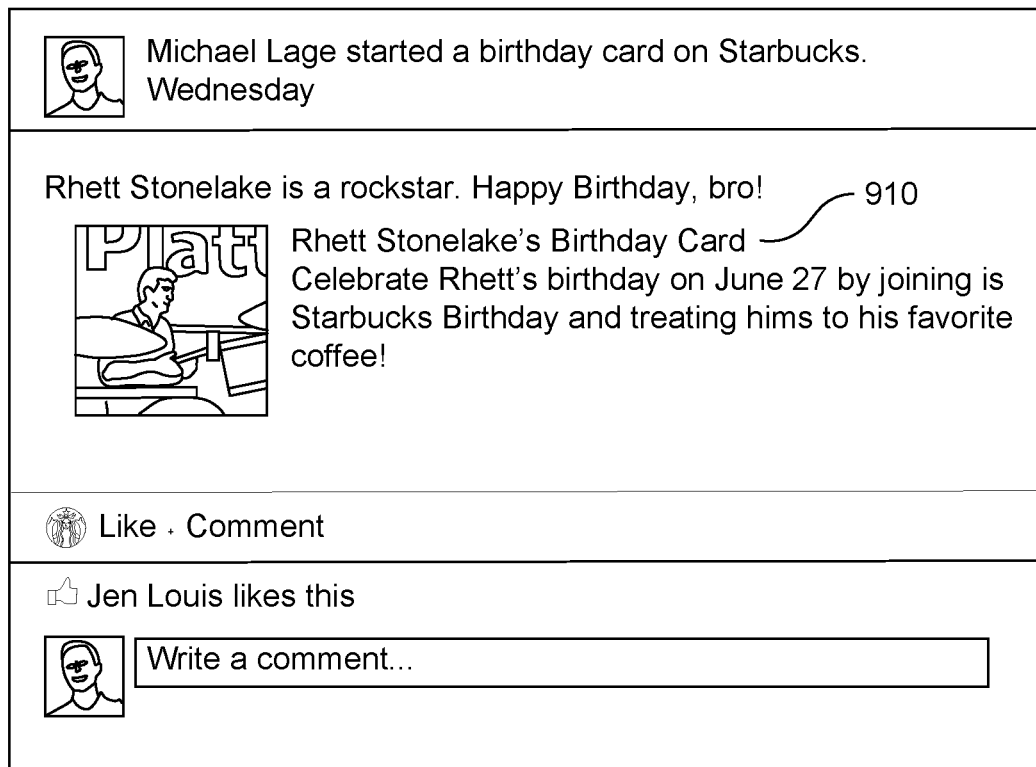 Michael Lage started a birthday card on Starbucks.
Wednesday
Rhett Stonelake is a rockstar. Happy Birthday, bro!
910
Platt
Rhett Stonelake's Birthday Card
Celebrate Rhett's birthday on June 27 by joining is
Starbucks Birthday and treating hims to his favorite
coffee!
Like + Comment
Jen Louis likes this
Write a comment...